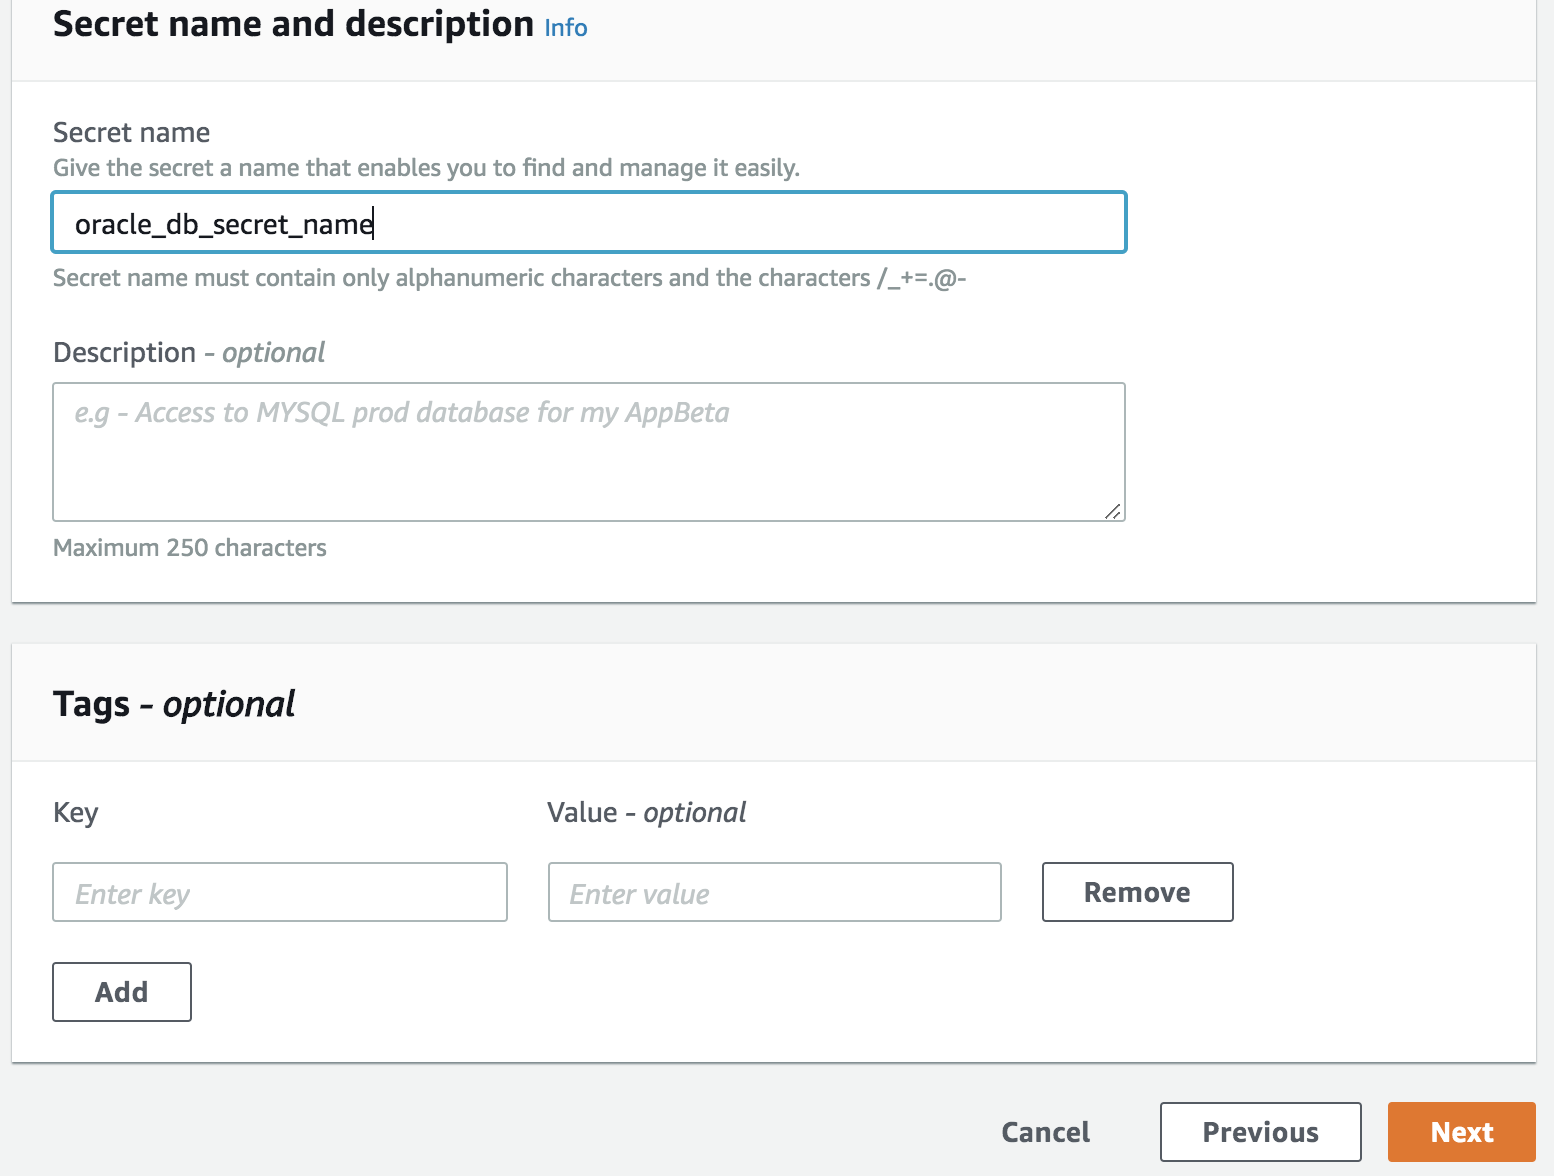 Secret name and description Info
Secret name
Give the secret a name that enables you to find and manage it easily.
oracle_db_secret_name
Secret name must contain only alphanumeric characters and the characters /_+=.@-
Description - optional
e.g - Access to MYSQL prod database for my AppBeta
Maximum 250 characters
Tags - optional
Key Value - optional
Enter key Enter value Remove
Add
Cancel Previous Next